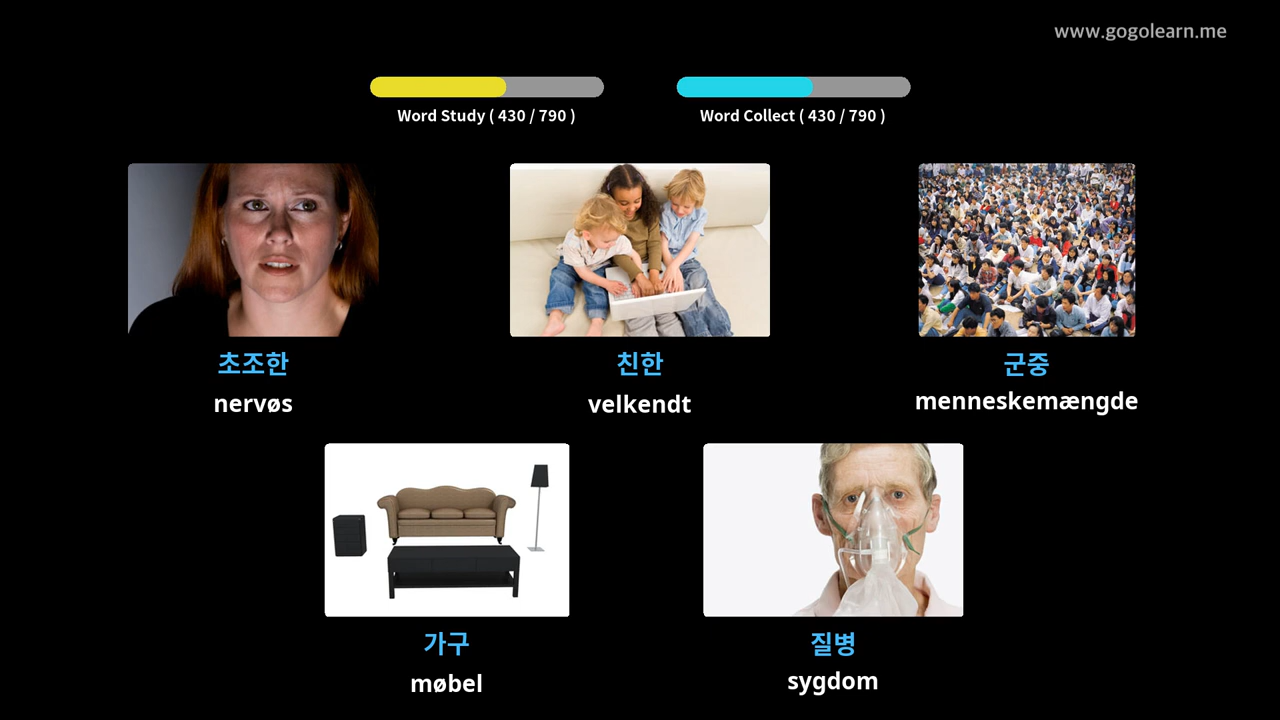 www.gogolearn.me
Word Study ( 430 / 790 )
Word Collect ( 430 / 790 )
초조한
nervøs
친한
velkendt
군중
menneskemængde
가구
møbel
질병
sygdom